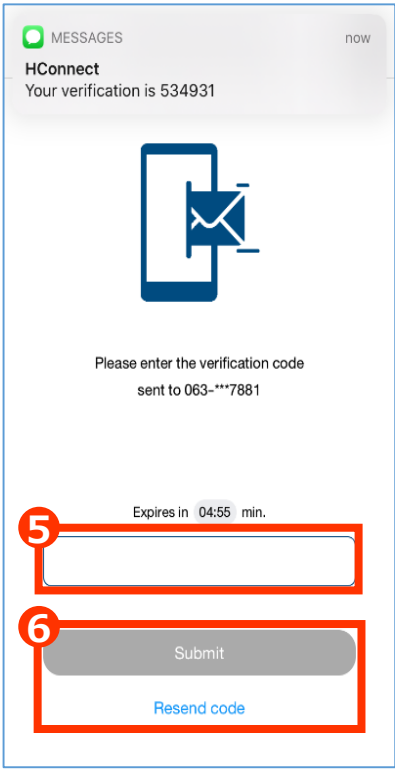 MESSAGES now
HConnect
Your verification is 534931
Please enter the verification code
sent to 063-***7881
Expires in 04:55 min.
5
6
Submit
Resend code